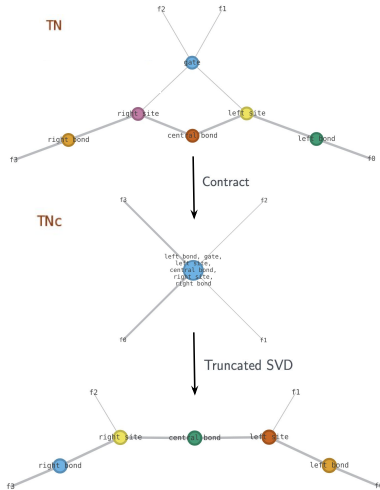 f2 f1
TN
gate
right site left site
central bond
right bond left bond
f3 f0
Contract
f3 f2
TNc
left bond, gate,
left site,
central bond,
right site,
right bond
f0 f1
Truncated SVD
f2 f1
right site central bond left site
right bond left bond
f3